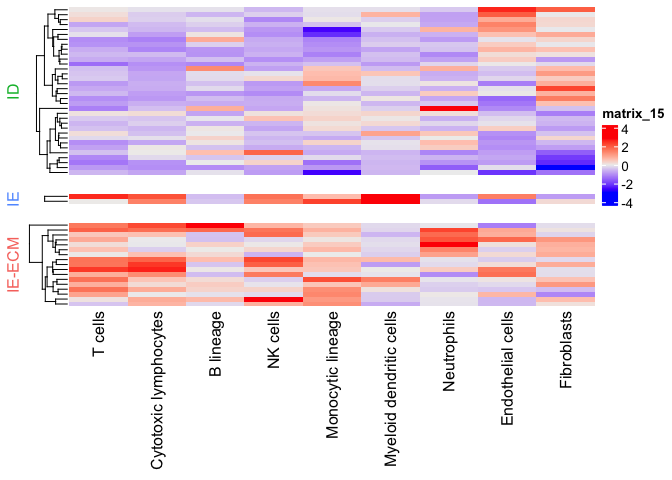 ID
IE
IE-ECM
matrix_15
4
2
0
-2
-4
T cells
Cytotoxic lymphocytes
B lineage
NK cells
Monocytic lineage
Myeloid dendritic cells
Neutrophils
Endothelial cells
Fibroblasts